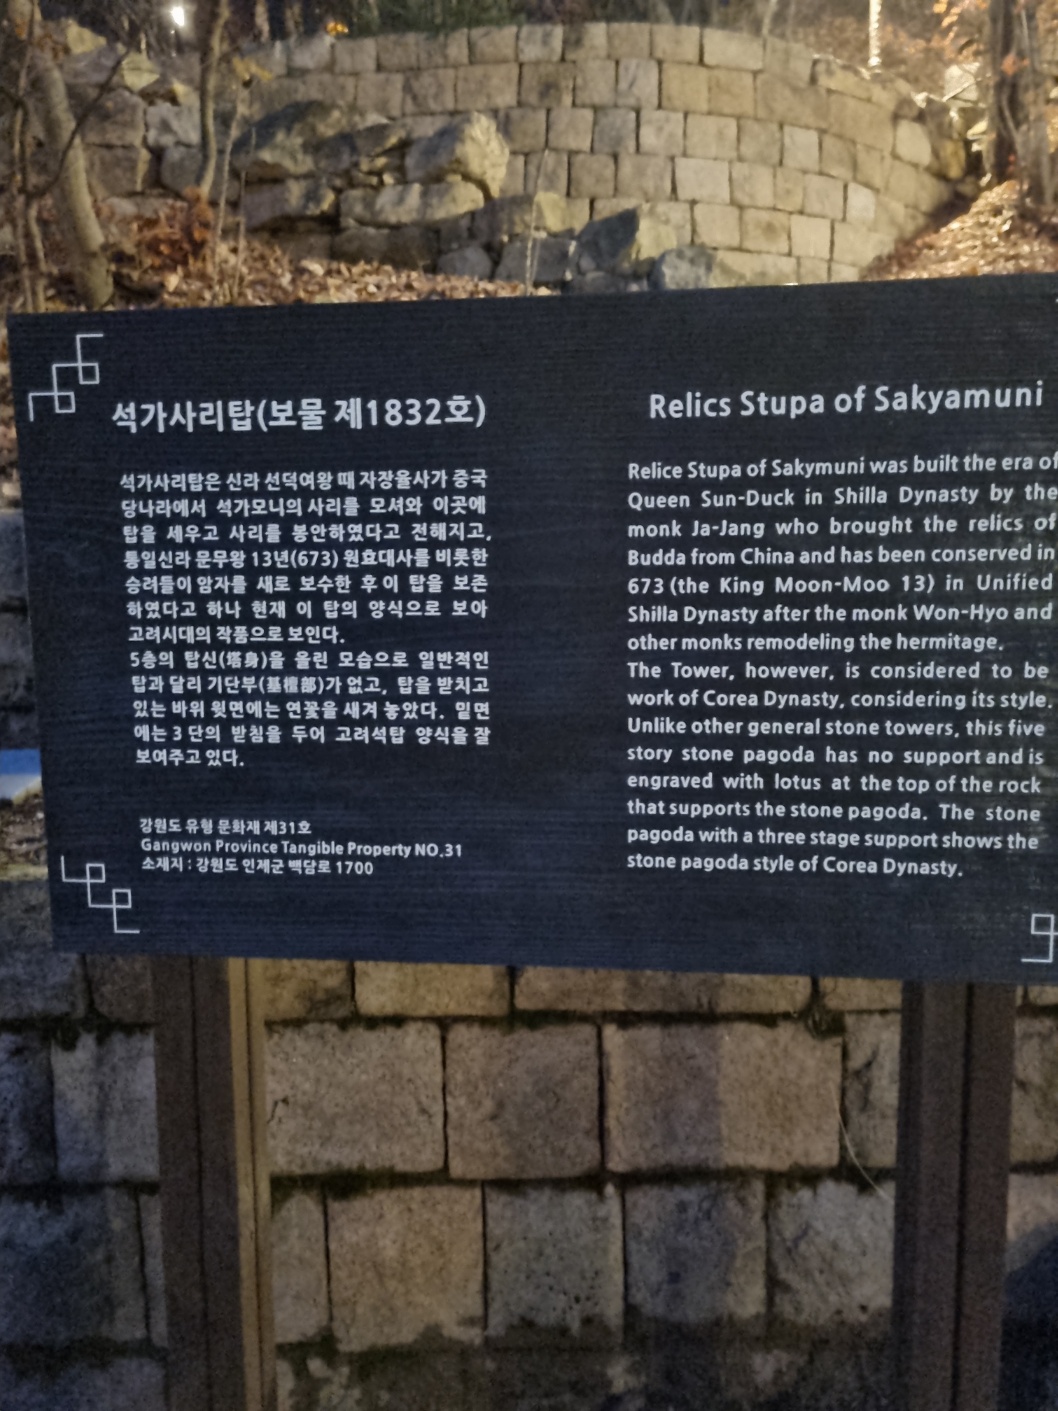 석가사리탑(보물 제1832호)
석가사리탑은 신라 선덕여왕 때 자장율사가 중국
당나라에서 석가모니의 사리를 모셔와 이곳에
탑을 세우고 사리를 봉안하였다고 전해지고,
통일신라 문무왕 13년(673) 원효대사를 비롯한
승려들이 암자를 새로 보수한 후 이 탑을 보존
하였다고 하나 현재 이 탑의 양식으로 보아
고려시대의 작품으로 보인다.
5층의 탑신(塔身)을 올린 모습으로 일반적인
탑과 달리 기단부(基檀部)가 없고, 탑을 받치고
있는 바위 윗면에는 연꽃을 새겨 놓았다. 밑면
에는 3 단의 받침을 두어 고려석탑 양식을 잘
보여주고 있다.
강원도 유형 문화재 제31호
Gangwon Province Tangible Property NO.31
소재지 : 강원도 인제군 백담로 1700
Relics Stupa of Sakyamuni
Relice Stupa of Sakymuni was built the era of
Queen Sun-Duck in Shilla Dynasty by the
monk Ja-Jang who brought the relics of
Budda from China and has been conserved in
673 (the King Moon-Moo 13) in Unified
Shilla Dynasty after the monk Won-Hyo and
other monks remodeling the hermitage.
The Tower, however, is considered to be
work of Corea Dynasty, considering its style.
Unlike other general stone towers, this five
story stone pagoda has no support and is
engraved with lotus at the top of the rock
that supports the stone pagoda. The stone
pagoda with a three stage support shows the
stone pagoda style of Corea Dynasty.